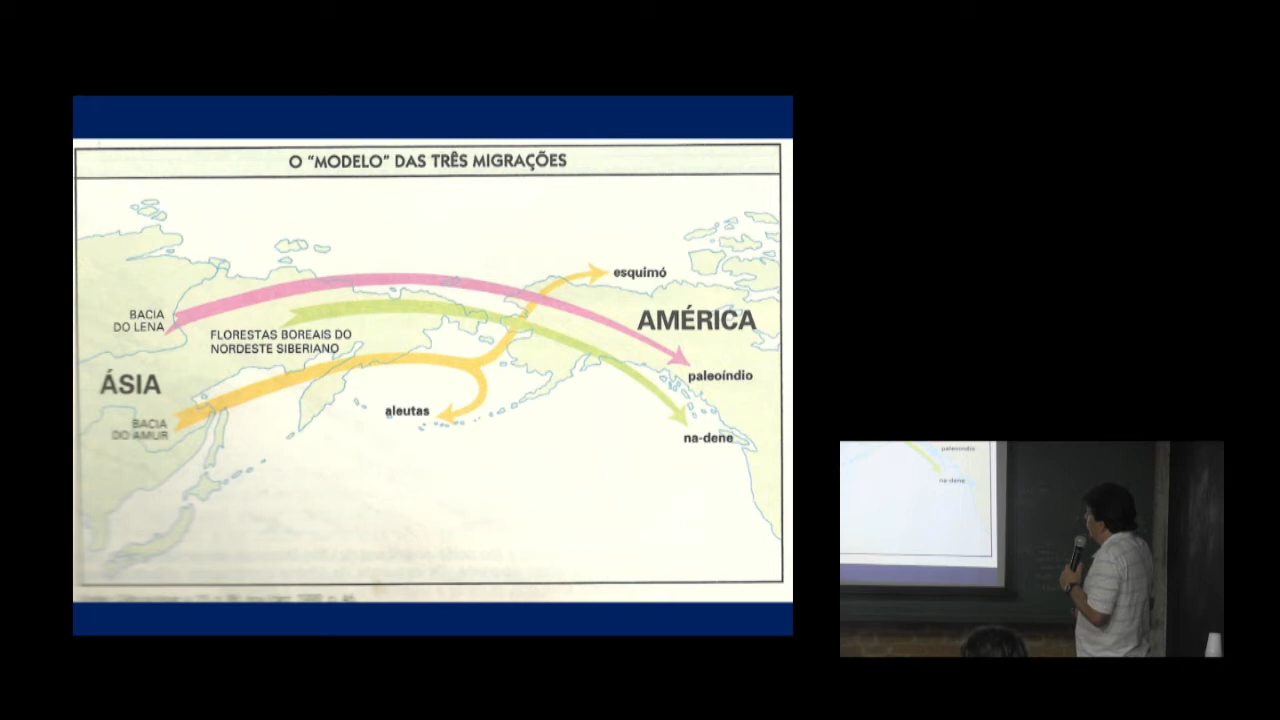 O “MODELO” DAS TRÊS MIGRAÇÕES
esquimó
BACIA
DO LENA
AMÉRICA
FLORESTAS BOREAIS DO
NORDESTE SIBERIANO
paleoíndio
ÁSIA
aleutas
BACIA
DO AMUR
na-dene
paleoíndio
na-dene